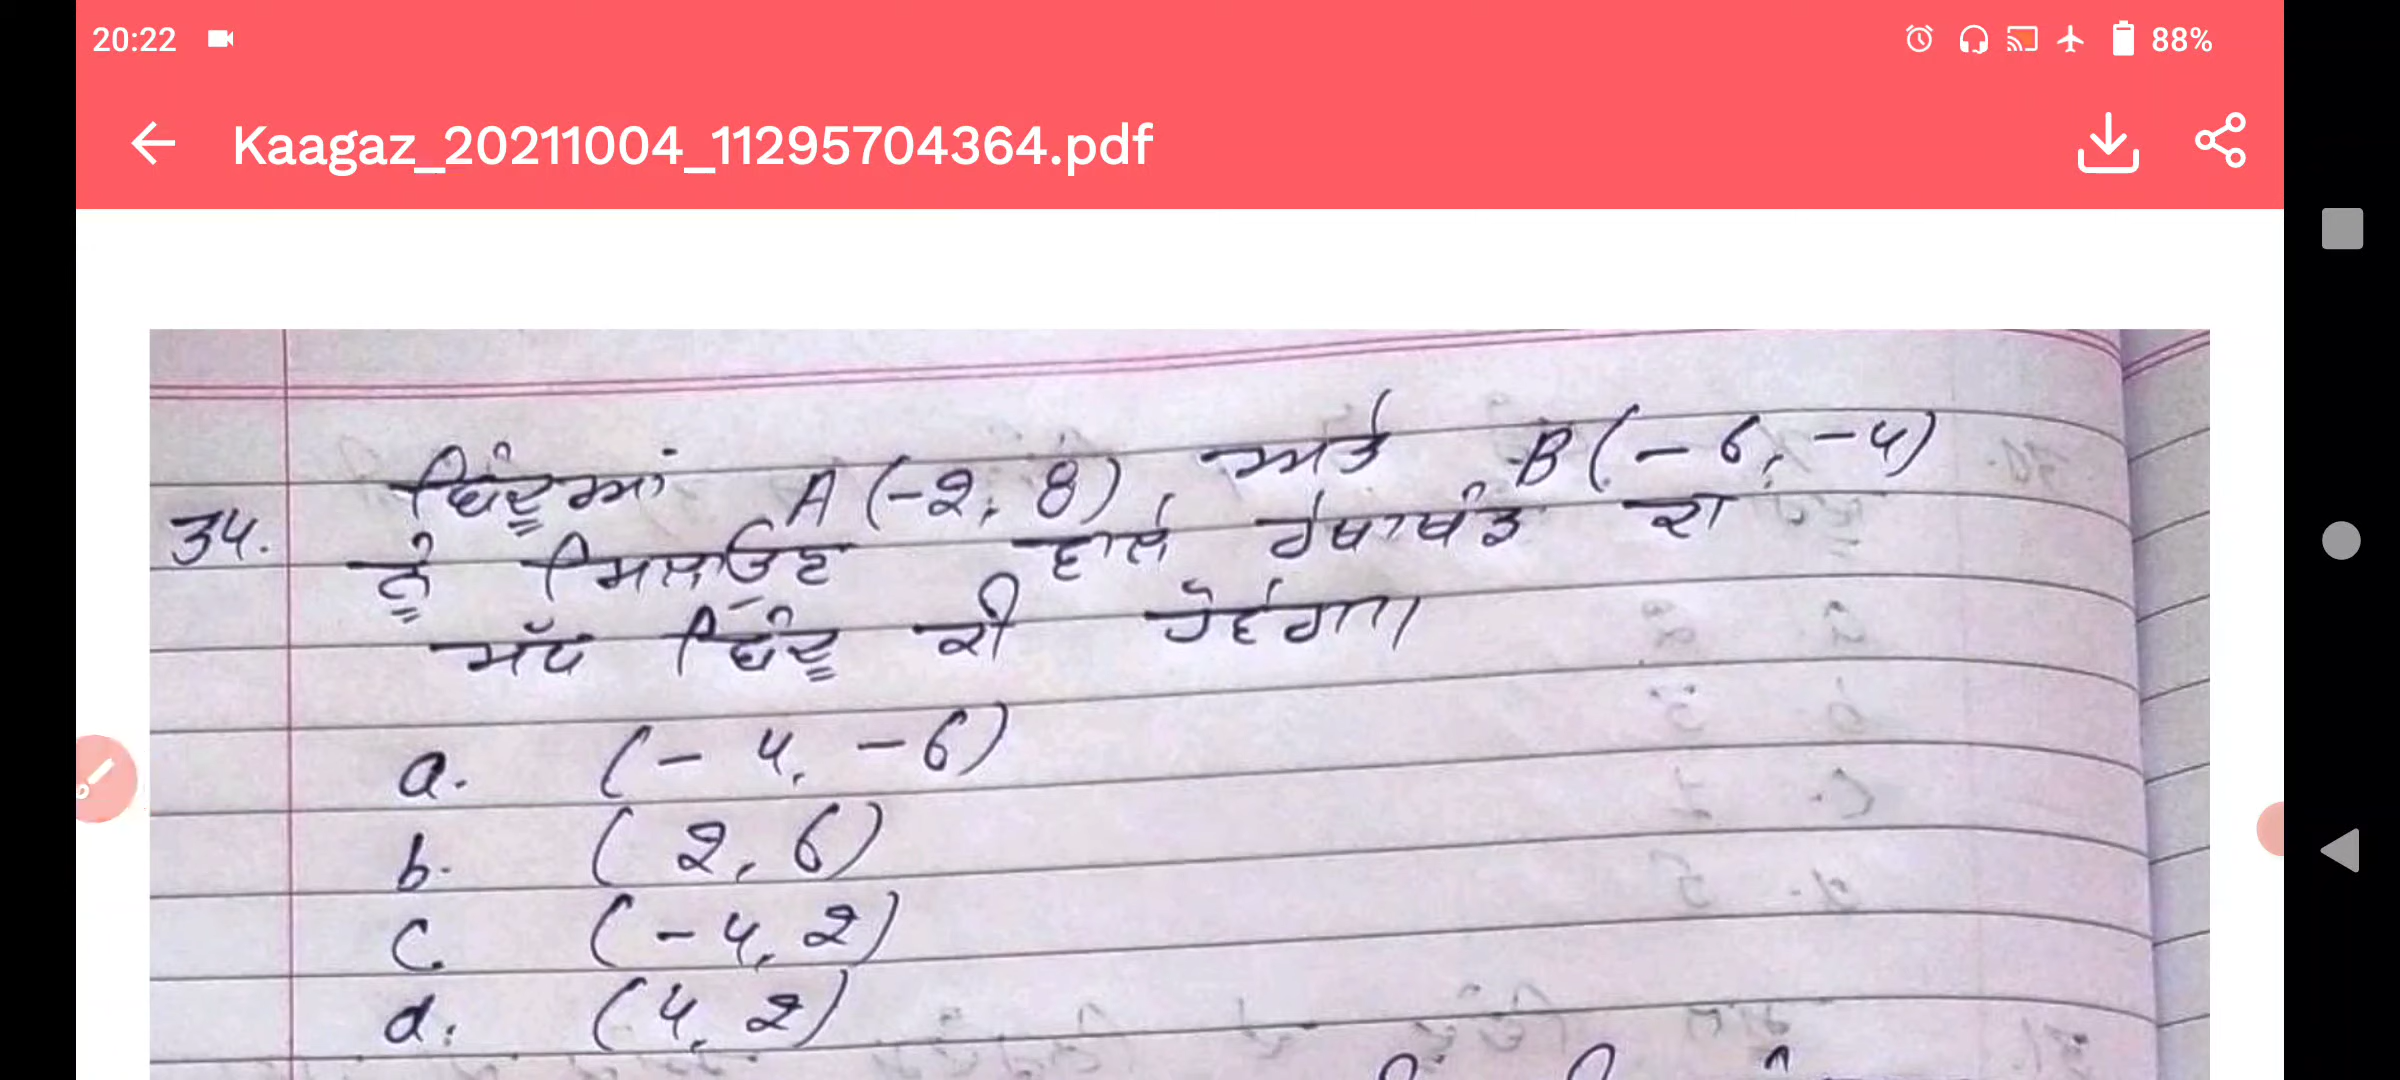 20:22 88%
Kaagaz_20211004_11295704364.pdf
34. ਬਿੰਦੂਆਂ A (-2, 8), ਅਤੇ B (-6, -4)
ਨੂੰ ਮਿਲਾਉਣ ਵਾਲੇ ਰੇਖਾਖੰਡ ਦਾ
ਮੱਧ ਬਿੰਦੂ ਕੀ ਹੋਵੇਗਾ।
a. (-4, -6)
b. (2, 6)
c. (-4, 2)
d. (4, 2)